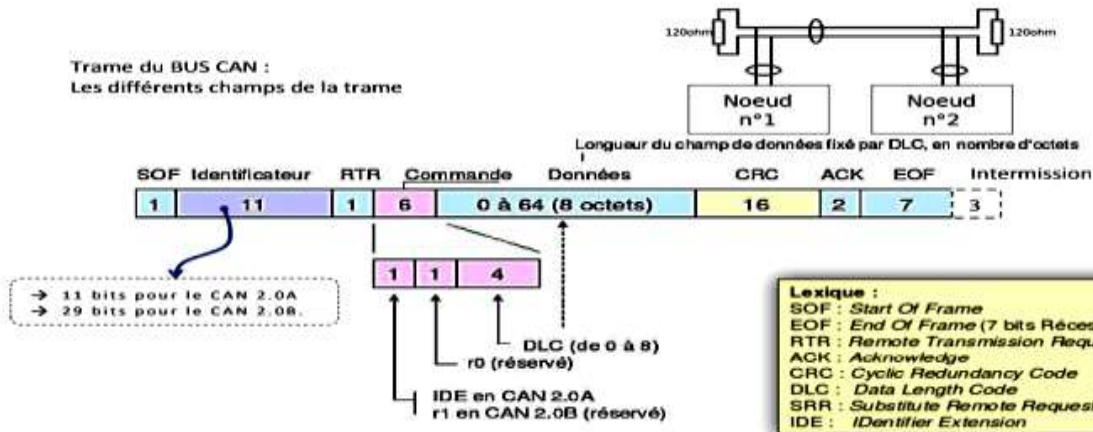 120ohm
120ohm
Trame du BUS CAN :
Les différents champs de la trame
Noeud
n°1
Noeud
n°2
Longueur du champ de données fixé par DLC, en nombre d'octets
SOF Identificateur RTR Commande Données CRC ACK EOF Intermission
1 11 1 6 0 à 64 (8 octets) 16 2 7 3
1 1 4
→ 11 bits pour le CAN 2.0A
→ 29 bits pour le CAN 2.0B.
DLC (de 0 à 8)
r0 (réservé)
IDE en CAN 2.0A
r1 en CAN 2.0B (réservé)
Lexique :
SOF : Start Of Frame
EOF : End Of Frame (7 bits Réces
RTR : Remote Transmission Requ
ACK : Acknowledge
CRC : Cyclic Redundancy Code
DLC : Data Length Code
SRR : Substitute Remote Request
IDE : IDentifier Extension